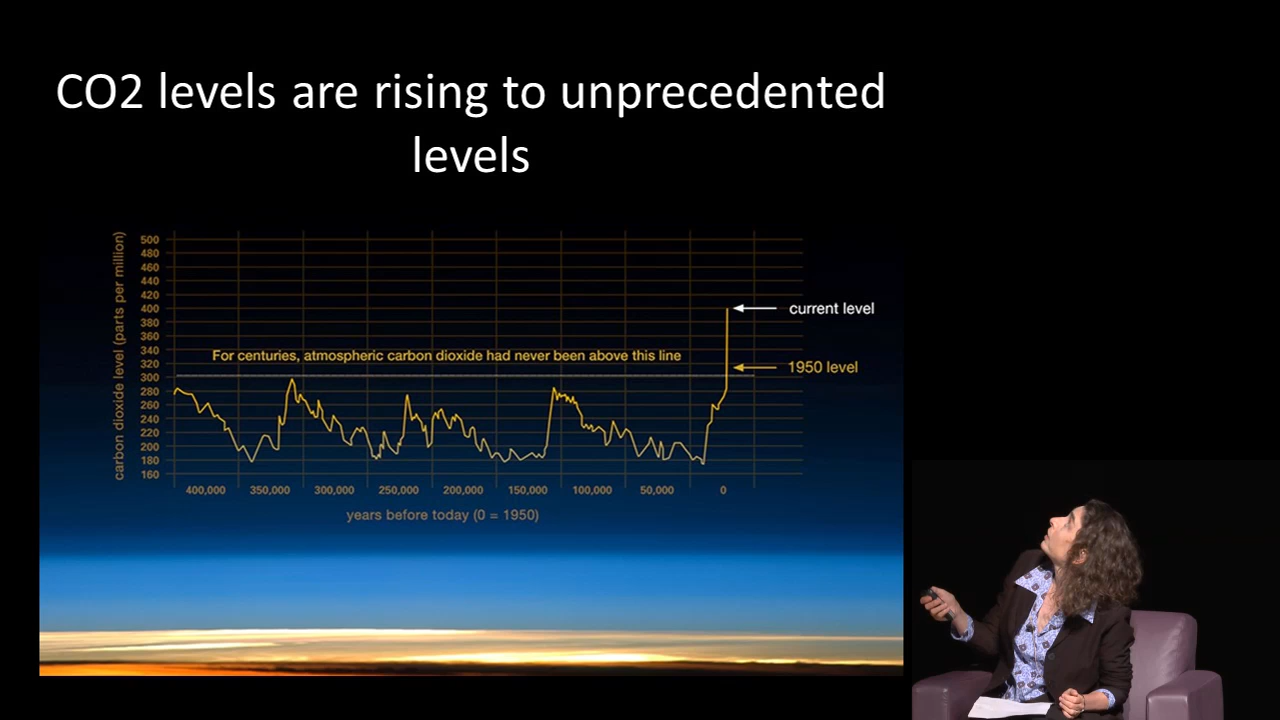 CO2 levels are rising to unprecedented
levels
carbon dioxide level (parts per million)
500
480
460
440
420
400
380
360
340
320
300
280
260
240
220
200
180
160
current level
For centuries, atmospheric carbon dioxide had never been above this line
1950 level
400,000 350,000 300,000 250,000 200,000 150,000 100,000 50,000 0
years before today (0 = 1950)